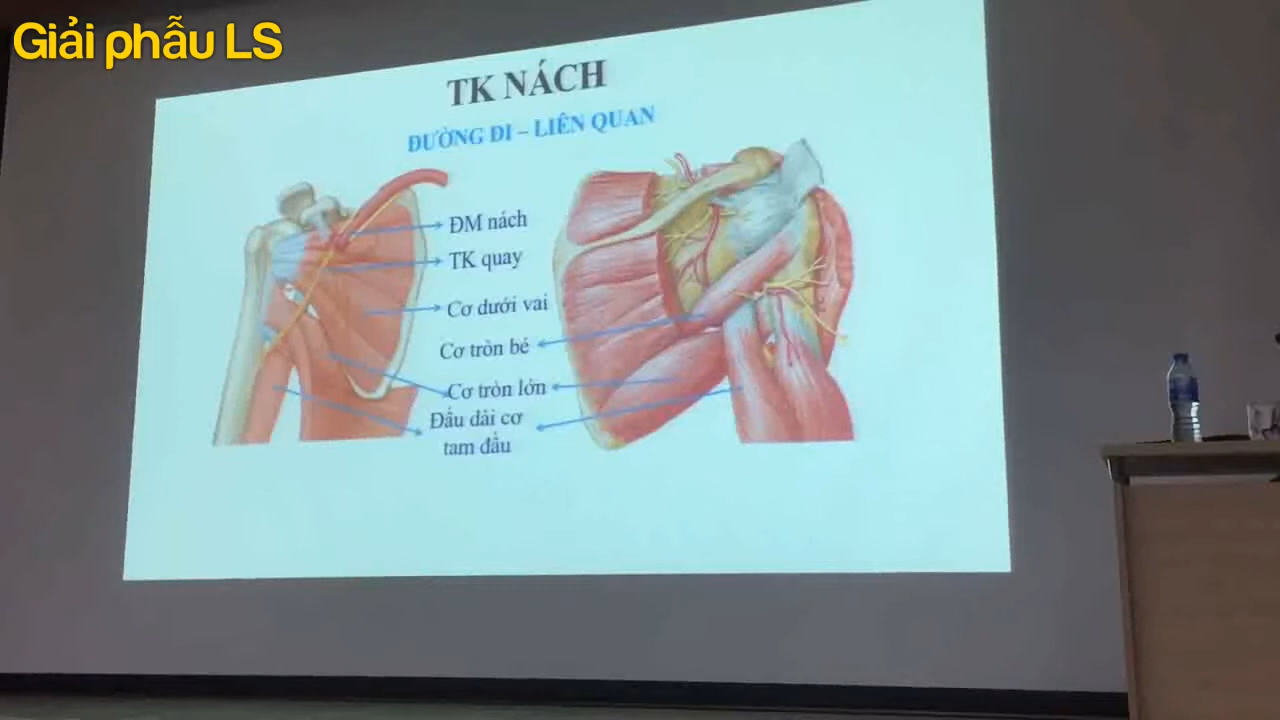 Giải phẫu LS
TK NÁCH
ĐƯỜNG ĐI – LIÊN QUAN
ĐM nách
TK quay
Cơ dưới vai
Cơ tròn bé
Cơ tròn lớn
Đầu dài cơ
tam đầu